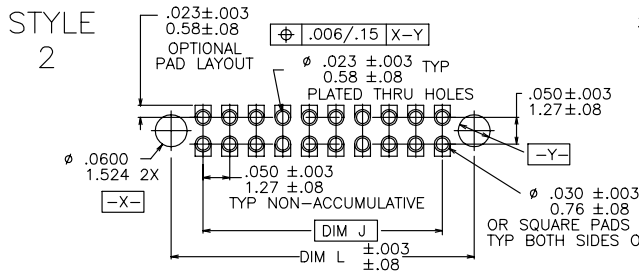 STYLE
2
.023±.003
0.58±.08
OPTIONAL
PAD LAYOUT
⌖ .006/.15 X-Y
ø .023 ±.003 TYP
0.58 ±.08
PLATED THRU HOLES
.050±.003
1.27±.08
ø .0600
1.524 2X
-X-
.050 ±.003
1.27 ±.08
TYP NON-ACCUMULATIVE
-Y-
ø .030 ±.003
0.76 ±.08
OR SQUARE PADS
TYP BOTH SIDES O
DIM J
DIM L ±.003
±.08